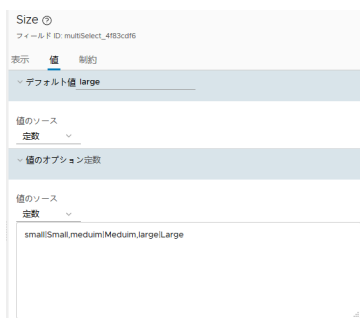 Size
フィールド ID: multiSelect_4f83cdf6
表示 値 制約
デフォルト値 large
値のソース
定数
値のオプション定数
値のソース
定数
small|Small,meduim|Meduim,large|Large